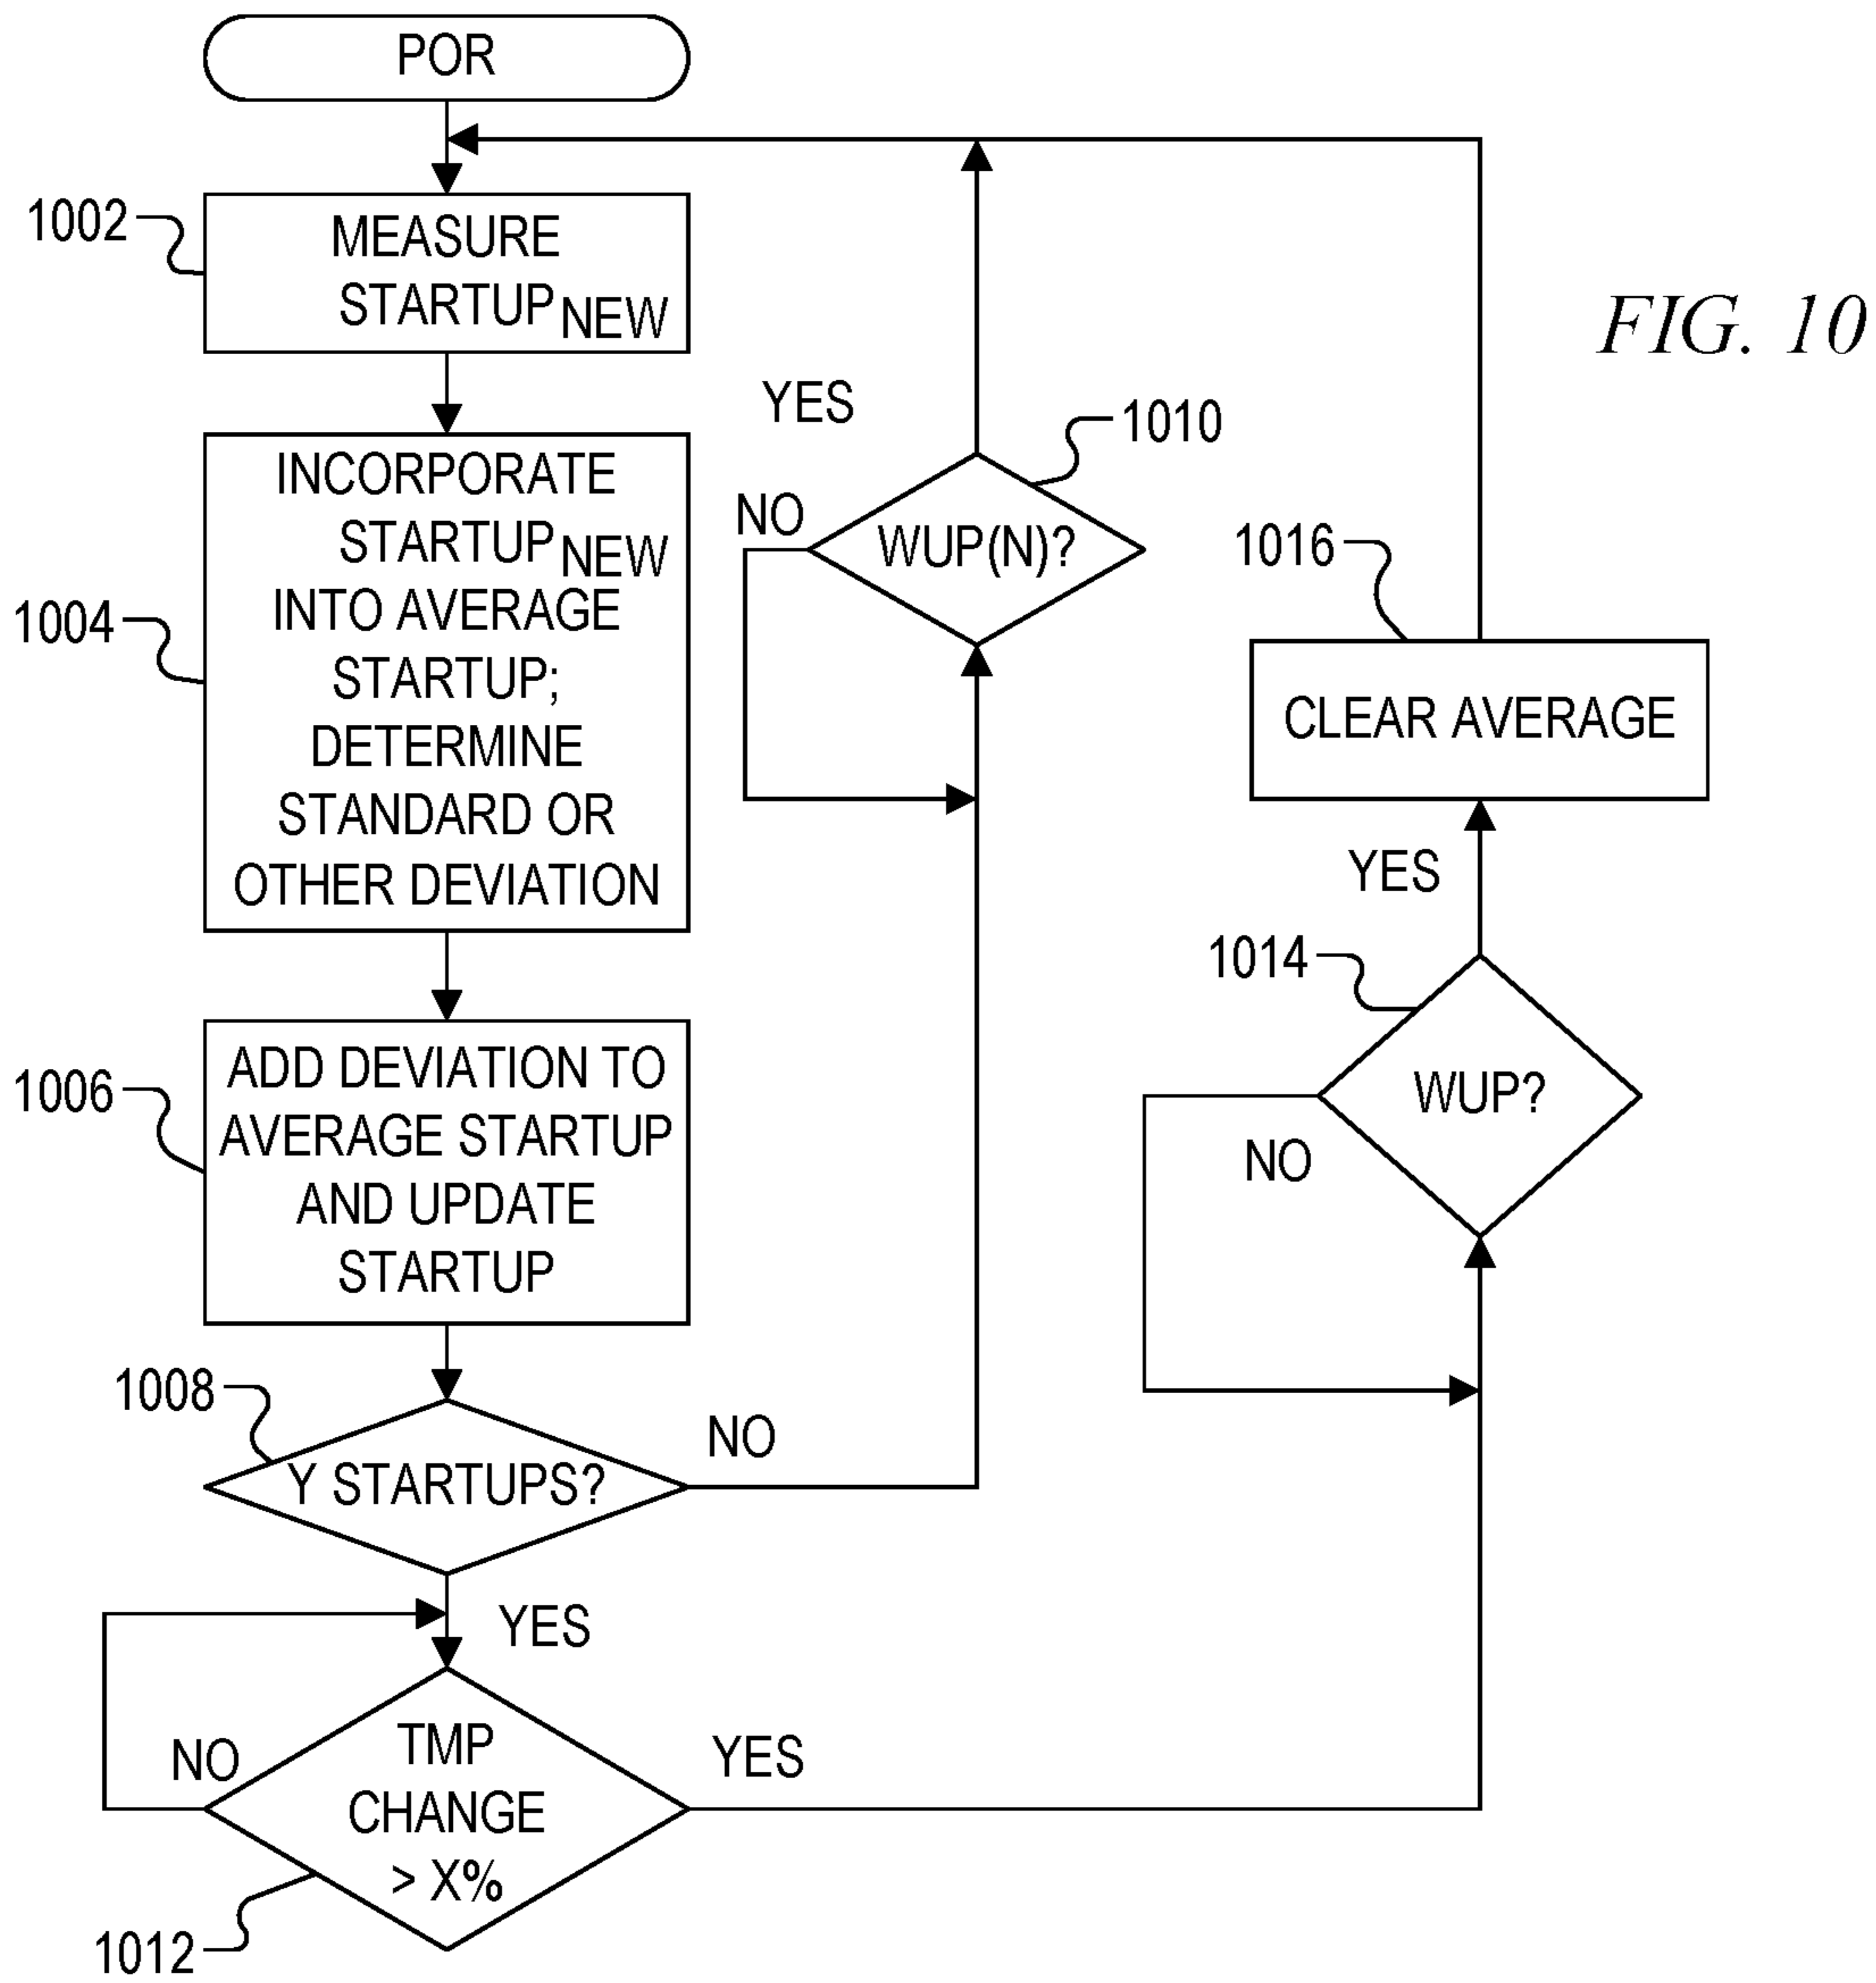 POR
1002
MEASURE
STARTUP NEW
FIG. 10
1004
INCORPORATE
STARTUP NEW
INTO AVERAGE
STARTUP;
DETERMINE
STANDARD OR
OTHER DEVIATION
YES
1010
NO
WUP(N)?
1016
CLEAR AVERAGE
YES
1014
WUP?
NO
1006
ADD DEVIATION TO
AVERAGE STARTUP
AND UPDATE
STARTUP
1008
Y STARTUPS?
NO
YES
NO
TMP
CHANGE
> X%
YES
1012